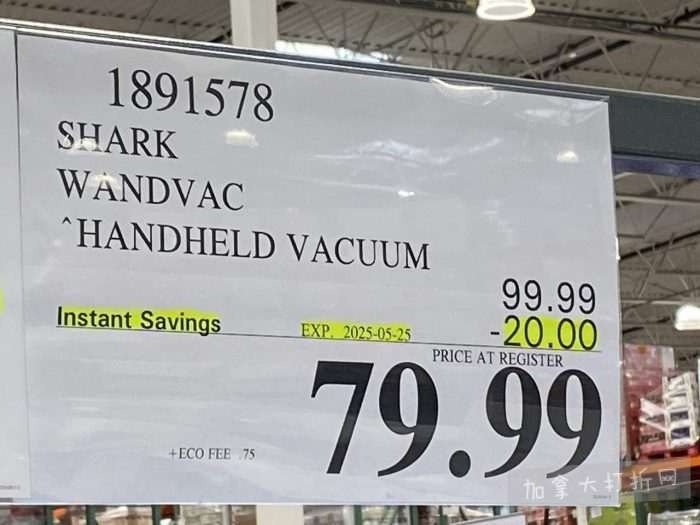 1891578
SHARK
WANDVAC
^HANDHELD VACUUM
99.99
Instant Savings EXP. 2025-05-25 -20.00
PRICE AT REGISTER
79.99
+ECO FEE .75
加拿大打折网